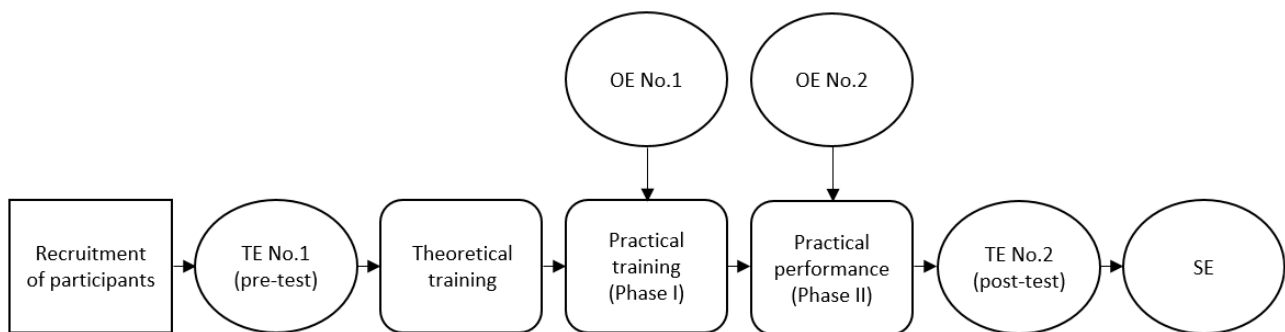 OE No.1
OE No.2
Recruitment
of participants
TE No.1
(pre-test)
Theoretical
training
Practical
training
(Phase I)
Practical
performance
(Phase II)
TE No.2
(post-test)
SE